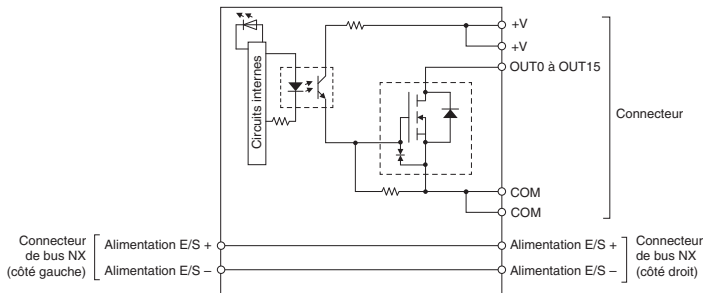 Circuits internes
+V
+V
OUT0 à OUT15
Connecteur
COM
COM
Connecteur
de bus NX
(côté gauche)
Alimentation E/S +
Alimentation E/S –
Alimentation E/S +
Alimentation E/S –
Connecteur
de bus NX
(côté droit)